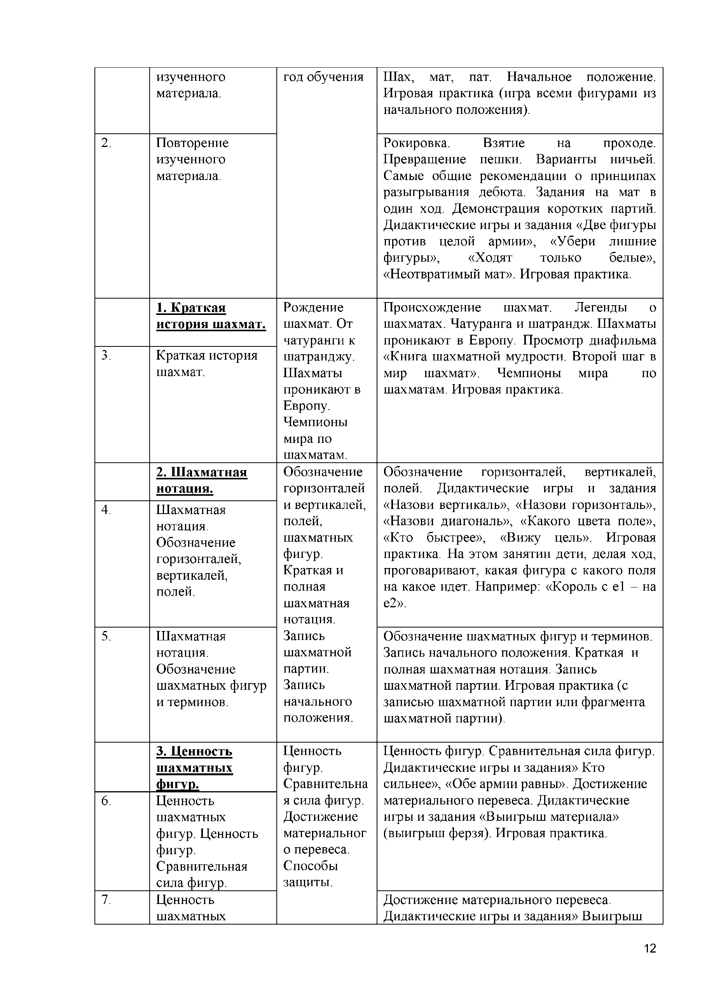 изученного
материала.
год обучения
Шах, мат, пат. Начальное положение.
Игровая практика (игра всеми фигурами из
начального положения).
2.
Повторение
изученного
материала.
Рокировка. Взятие на проходе.
Превращение пешки. Варианты ничьей.
Самые общие рекомендации о принципах
разыгрывания дебюта. Задания на мат в
один ход. Демонстрация коротких партий.
Дидактические игры и задания «Две фигуры
против целой армии», «Убери лишние
фигуры», «Ходят только белые»,
«Неотвратимый мат». Игровая практика.
1. Краткая
история шахмат.
3.
Краткая история
шахмат.
Рождение
шахмат. От
чатуранги к
шатранджу.
Шахматы
проникают в
Европу.
Чемпионы
мира по
шахматам.
Происхождение шахмат. Легенды о
шахматах. Чатуранга и шатрандж. Шахматы
проникают в Европу. Просмотр диафильма
«Книга шахматной мудрости. Второй шаг в
мир шахмат». Чемпионы мира по
шахматам. Игровая практика.
2. Шахматная
нотация.
4.
Шахматная
нотация.
Обозначение
горизонталей,
вертикалей,
полей.
Обозначение
горизонталей
и вертикалей,
полей,
шахматных
фигур.
Краткая и
полная
шахматная
нотация.
Запись
шахматной
партии.
Запись
начального
положения.
Обозначение горизонталей, вертикалей,
полей. Дидактические игры и задания
«Назови вертикаль», «Назови горизонталь»,
«Назови диагональ», «Какого цвета поле»,
«Кто быстрее», «Вижу цель». Игровая
практика. На этом занятии дети, делая ход,
проговаривают, какая фигура с какого поля
на какое идет. Например: «Король с е1 – на
е2».
5.
Шахматная
нотация.
Обозначение
шахматных фигур
и терминов.
Обозначение шахматных фигур и терминов.
Запись начального положения. Краткая и
полная шахматная нотация. Запись
шахматной партии. Игровая практика (с
записью шахматной партии или фрагмента
шахматной партии).
3. Ценность
шахматных
фигур.
6.
Ценность
шахматных
фигур. Ценность
фигур.
Сравнительная
сила фигур.
Ценность
фигур.
Сравнительна
я сила фигур.
Достижение
материальног
о перевеса.
Способы
защиты.
Ценность фигур. Сравнительная сила фигур.
Дидактические игры и задания» Кто
сильнее», «Обе армии равны». Достижение
материального перевеса. Дидактические
игры и задания «Выигрыш материала»
(выигрыш ферзя). Игровая практика.
7.
Ценность
шахматных
Достижение материального перевеса.
Дидактические игры и задания» Выигрыш
12